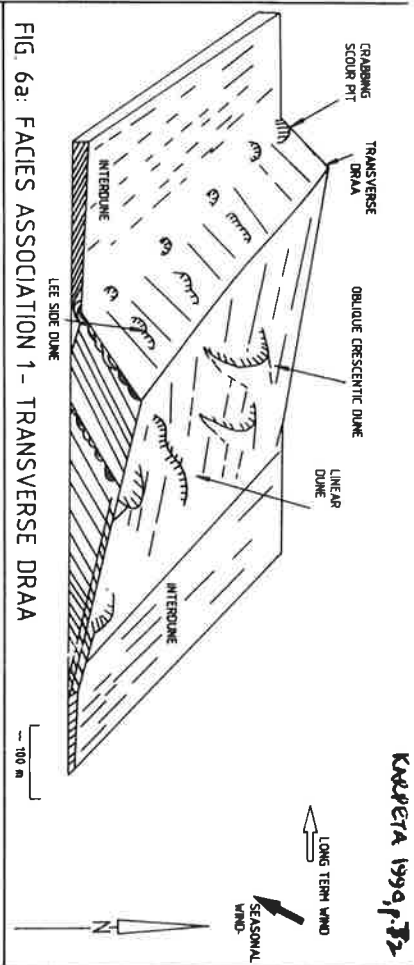 KARPETA 1990, p.32
CRABBING
SCOUR PIT
TRANSVERSE
DRAA
OBLIQUE CRESCENTIC DUNE
LINEAR
DUNE
INTERDUNE
INTERDUNE
LEE SIDE DUNE
LONG TERM WIND
SEASONAL
WIND-
N
~ 100 m
FIG. 6a: FACIES ASSOCIATION 1 - TRANSVERSE DRAA